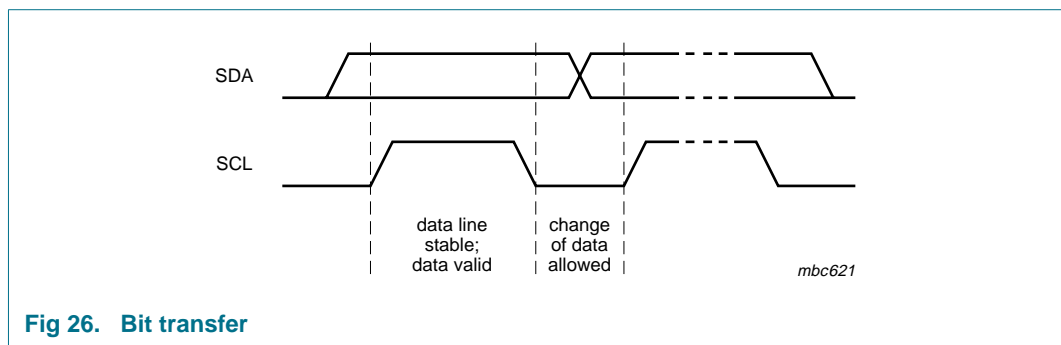 SDA
SCL
data line
stable;
data valid
change
of data
allowed
mbc621
Fig 26. Bit transfer